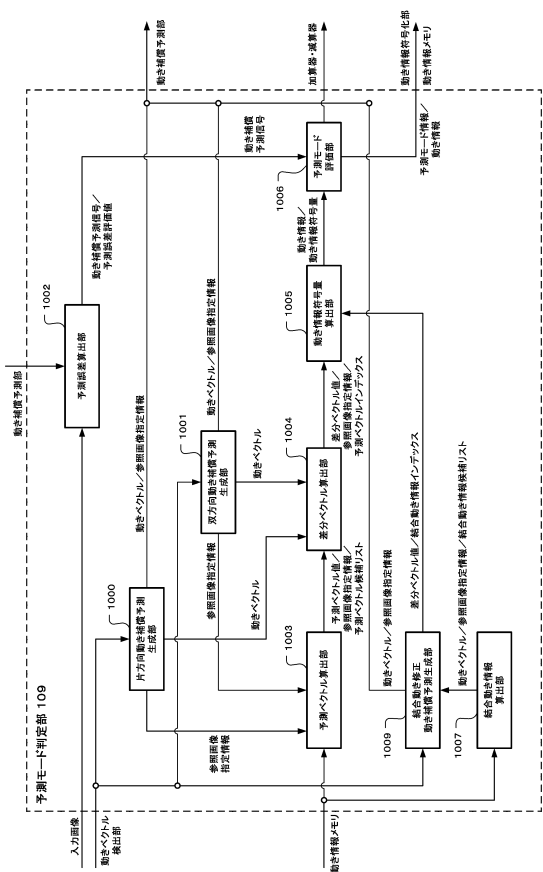 予測モード判定部 109
入力画像
動きベクトル
検出部
動き情報メモリ
動き補償予測部
動き補償予測部
加算器・減算器
動き情報符号化部
動き情報メモリ
1002
予測誤差算出部
動き補償予測信号/
予測誤差評価値
動き補償
予測信号
1000
片方向動き補償予測
生成部
動きベクトル/参照画像指定情報
1001
双方向動き補償予測
生成部
動きベクトル/参照画像指定情報
参照画像
指定情報
参照画像指定情報
動きベクトル
動きベクトル
1003
予測ベクトル算出部
予測ベクトル値/
参照画像指定情報/
予測ベクトル候補リスト
1004
差分ベクトル算出部
差分ベクトル値/
参照画像指定情報/
予測ベクトルインデックス
1005
動き情報符号量
算出部
動き情報/
動き情報符号量
1006
予測モード
評価部
予測モード情報/
動き情報
1009
結合動き修正
動き補償予測生成部
動きベクトル/参照画像指定情報
差分ベクトル値/結合動き情報インデックス
1007
結合動き情報
算出部
動きベクトル/参照画像指定情報/結合動き情報候補リスト